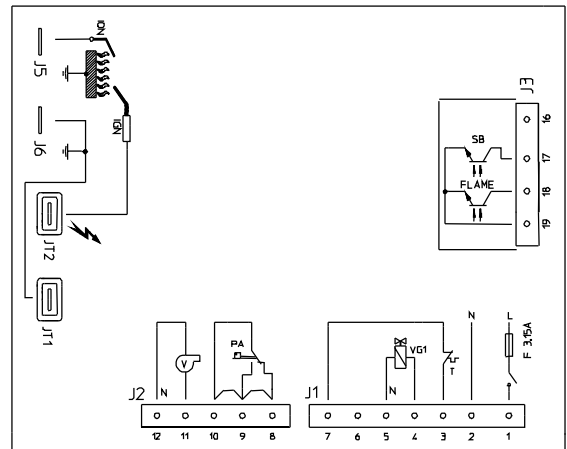 ION
J5
J6
IGN
JT2
JT1
J3
16
SB
17
FLAME
18
19
N
L
F 3.15A
PA
V
VG1
T
N
N
J2
J1
12 11 10 9 8
7 6 5 4 3 2 1